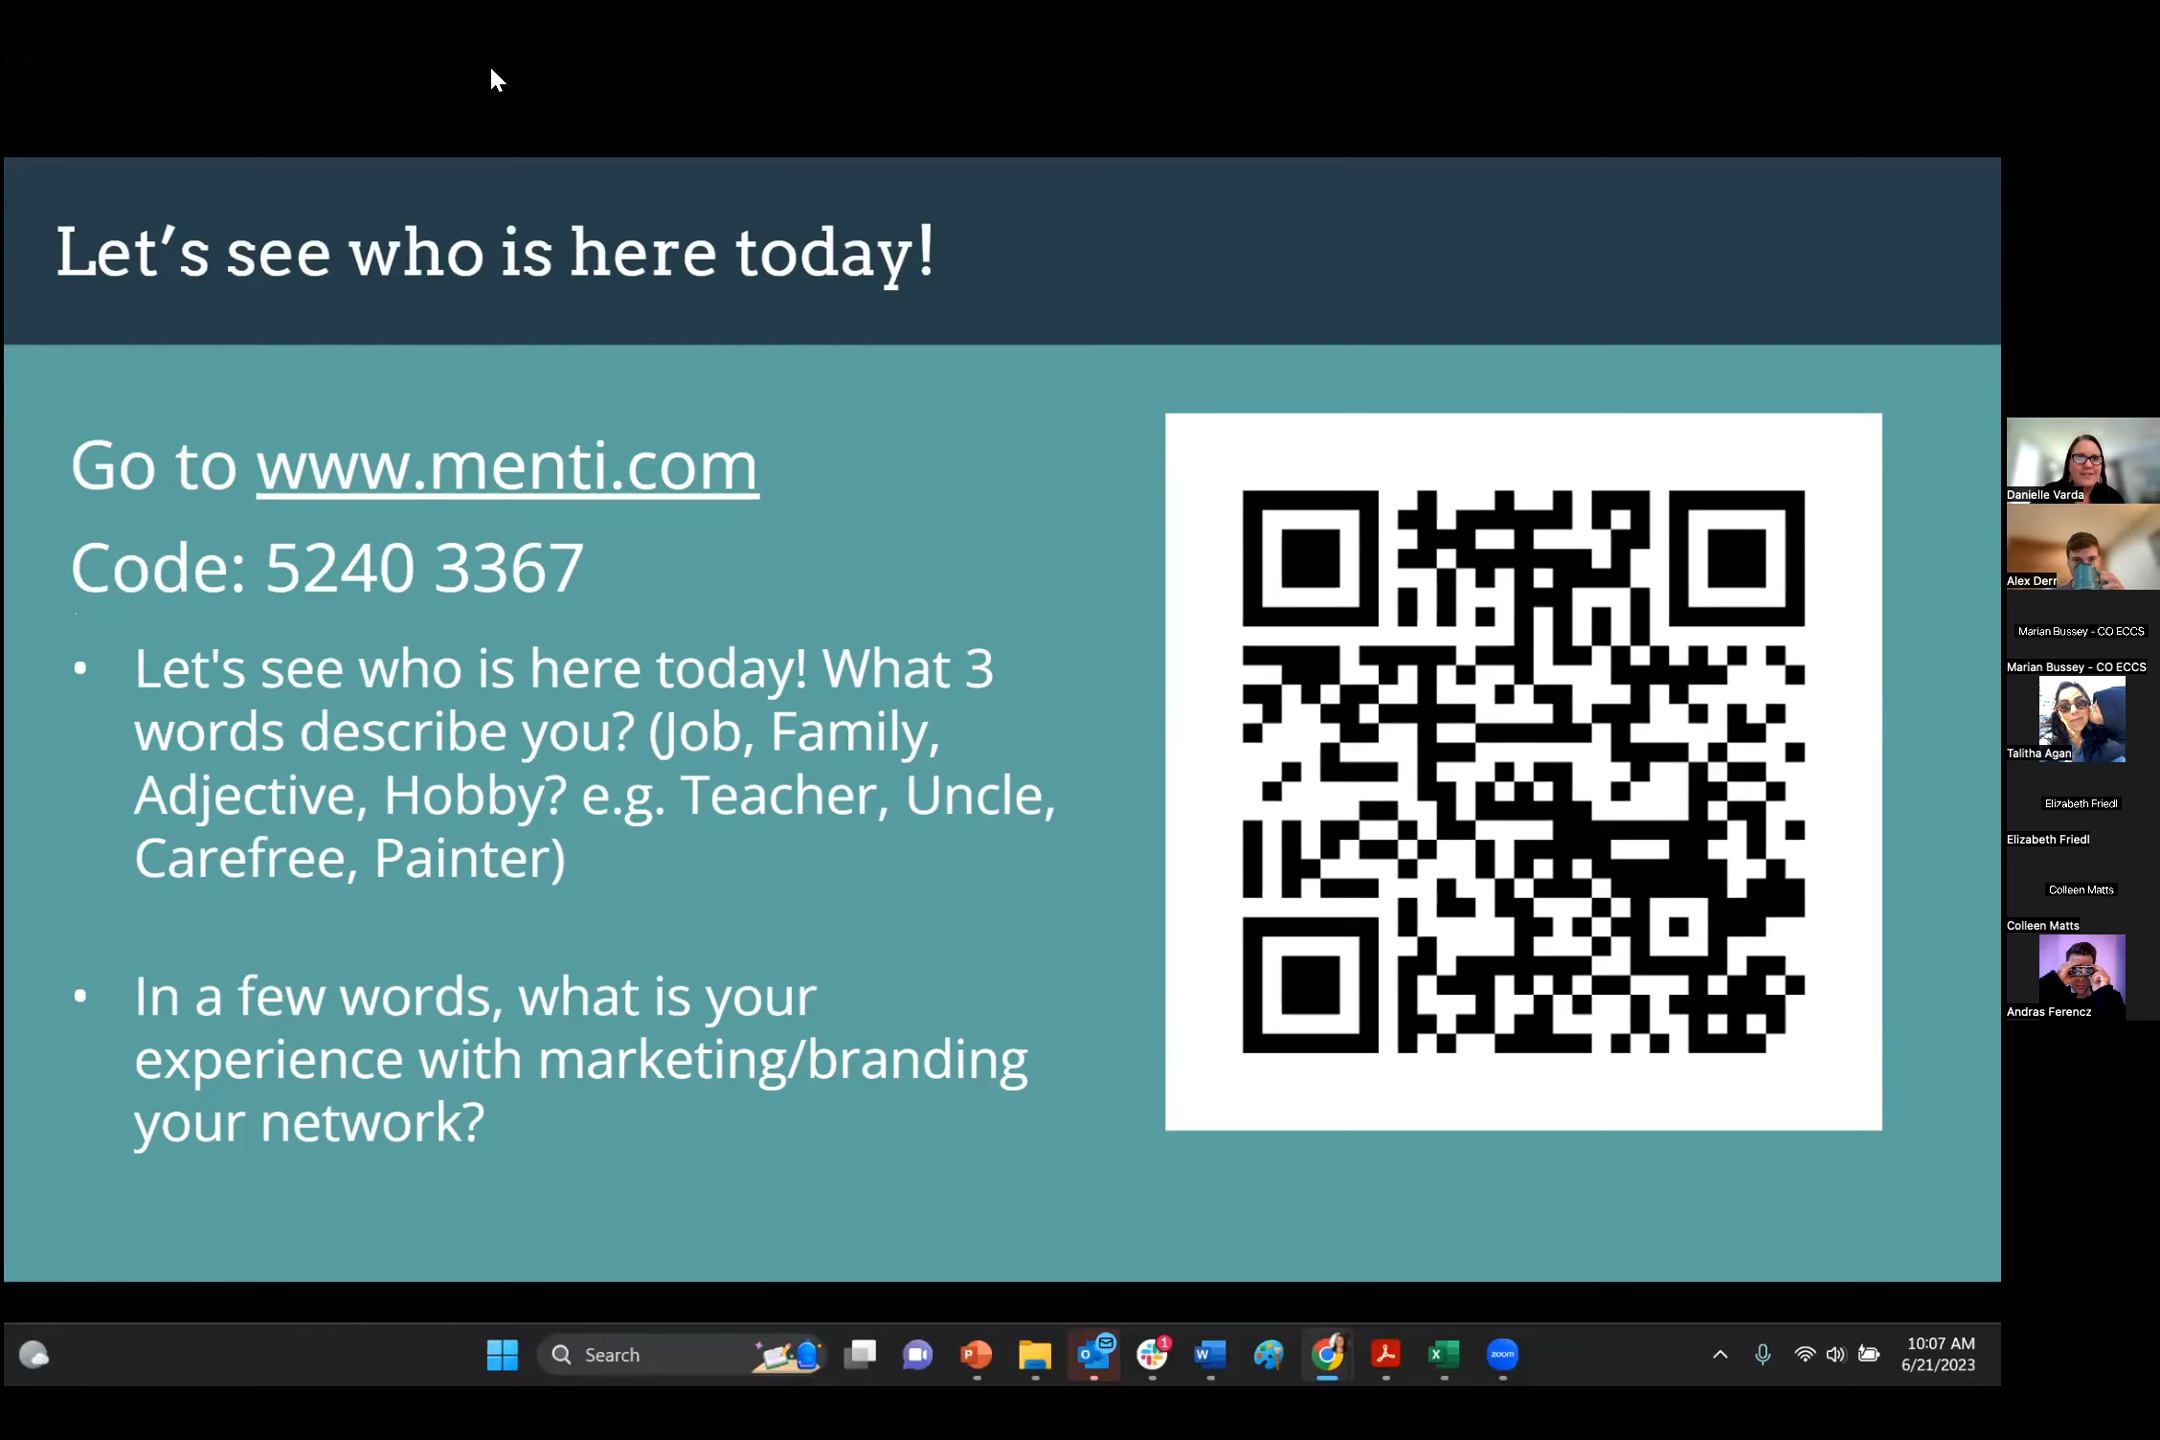 Let’s see who is here today!
Go to www.menti.com
Code: 5240 3367
• Let's see who is here today! What 3
words describe you? (Job, Family,
Adjective, Hobby? e.g. Teacher, Uncle,
Carefree, Painter)
• In a few words, what is your
experience with marketing/branding
your network?
Danielle Varda
Alex Derr
Marian Bussey - CO ECCS
Marian Bussey - CO ECCS
Talitha Agan
Elizabeth Friedl
Elizabeth Friedl
Colleen Matts
Colleen Matts
Andras Ferencz
Search
P
O
1
W
X
zoom
10:07 AM
6/21/2023